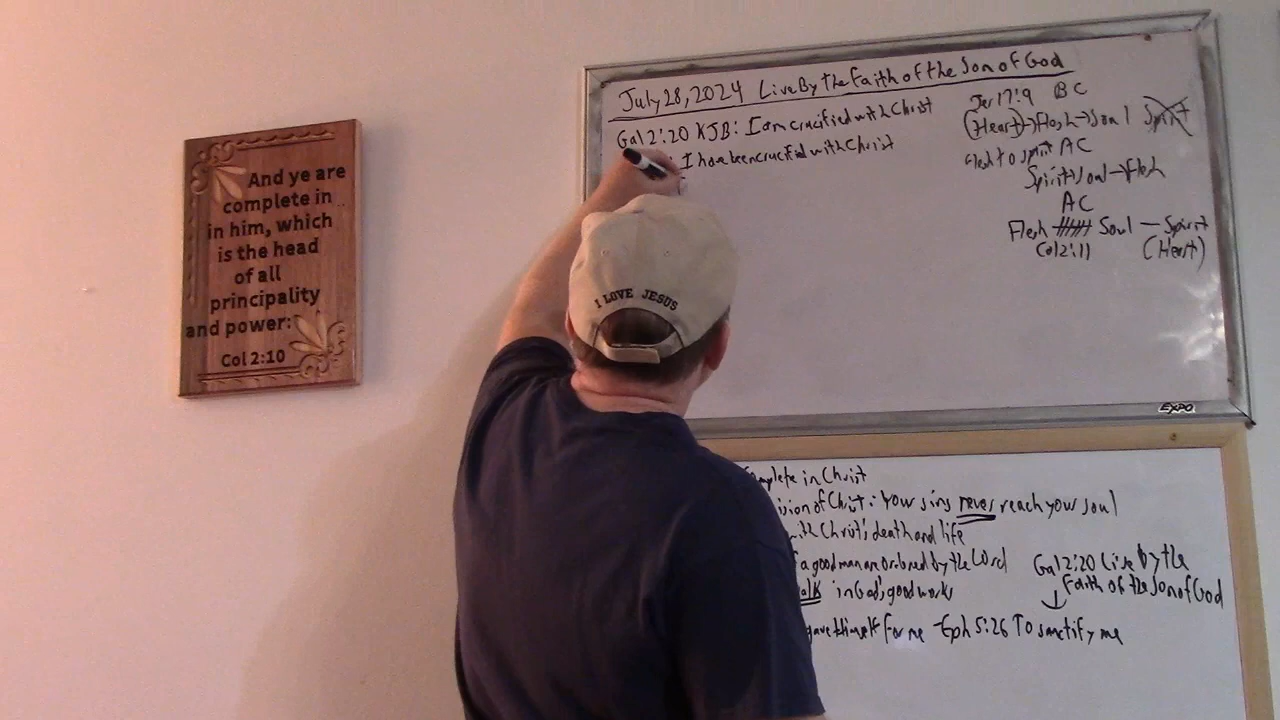 And ye are
complete in
in him, which
is the head
of all
principality
and power:
Col 2:10
July 28, 2024 Live By the Faith of the Son of God
Gal 2:20 KJB: I am crucified with Christ
I have been crucified with Christ
Jer 17:9 BC
(Heart)→Flesh→Soul Spirit
Flesh to spirit AC
Spirit→Soul→Flesh
AC
Flesh Soul — Spirit
Col 2:11 (Heart)
EXPO
I LOVE JESUS
mplete in Christ
ision of Christ: Your sins never reach your soul
with Christ's death and life
f a good man are ordered by the Lord
alk in God's good works
gave himself for me - Eph 5:26 To sanctify me
Gal 2:20 Live by the
Faith of the Son of God